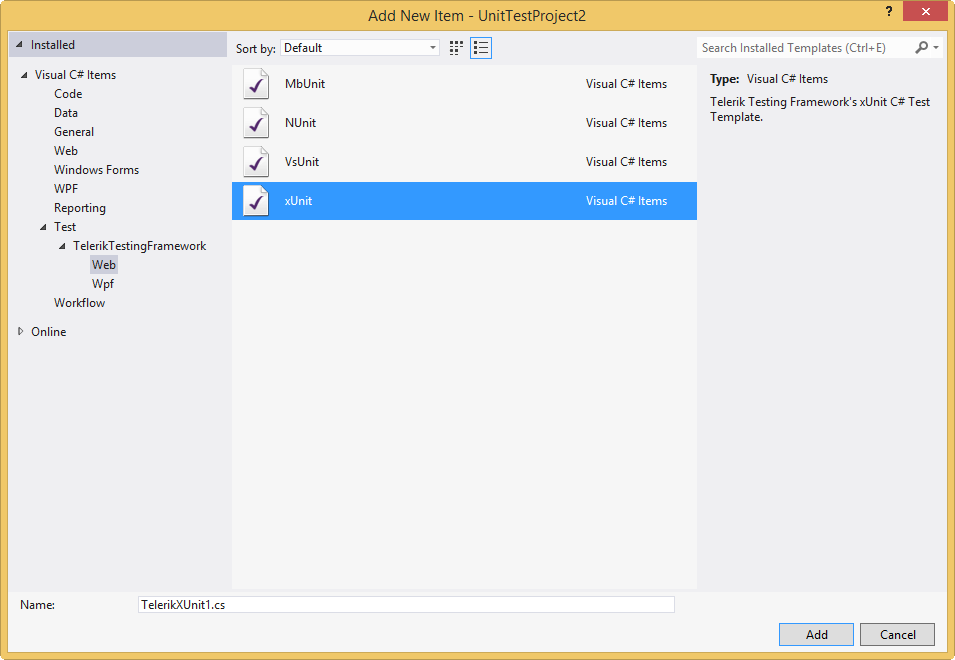 Add New Item - UnitTestProject2
?
Installed
Visual C# Items
Code
Data
General
Web
Windows Forms
WPF
Reporting
Test
TelerikTestingFramework
Web
Wpf
Workflow
Online
Sort by: Default
MbUnit Visual C# Items
NUnit Visual C# Items
VsUnit Visual C# Items
xUnit Visual C# Items
Search Installed Templates (Ctrl+E)
Type: Visual C# Items
Telerik Testing Framework's xUnit C# Test
Template.
Name: TelerikXUnit1.cs
Add Cancel